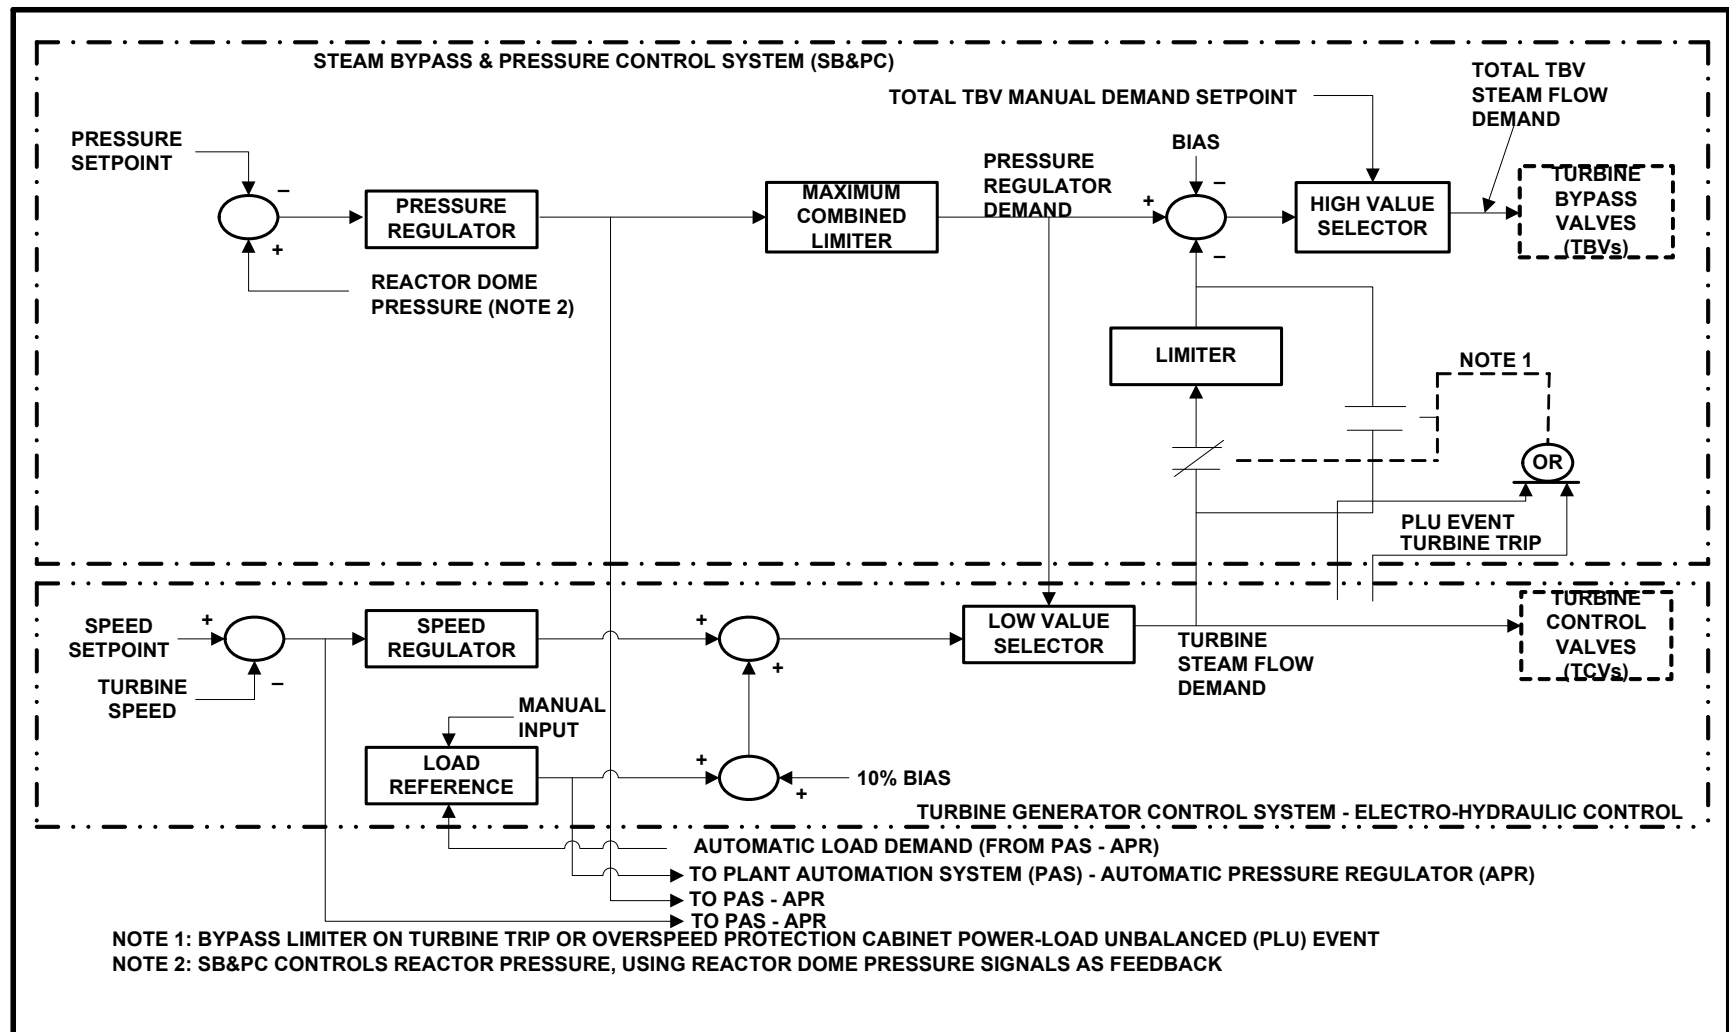 STEAM BYPASS & PRESSURE CONTROL SYSTEM (SB&PC)
TOTAL TBV MANUAL DEMAND SETPOINT
TOTAL TBV
STEAM FLOW
DEMAND
PRESSURE
SETPOINT
–
+
PRESSURE
REGULATOR
REACTOR DOME
PRESSURE (NOTE 2)
MAXIMUM
COMBINED
LIMITER
PRESSURE
REGULATOR
DEMAND
BIAS
–
+
–
HIGH VALUE
SELECTOR
TURBINE
BYPASS
VALVES
(TBVs)
LIMITER
NOTE 1
OR
PLU EVENT
TURBINE TRIP
SPEED
SETPOINT
+
–
TURBINE
SPEED
SPEED
REGULATOR
+
+
LOW VALUE
SELECTOR
TURBINE
STEAM FLOW
DEMAND
TURBINE
CONTROL
VALVES
(TCVs)
MANUAL
INPUT
LOAD
REFERENCE
+
+
10% BIAS
TURBINE GENERATOR CONTROL SYSTEM - ELECTRO-HYDRAULIC CONTROL
AUTOMATIC LOAD DEMAND (FROM PAS - APR)
TO PLANT AUTOMATION SYSTEM (PAS) - AUTOMATIC PRESSURE REGULATOR (APR)
TO PAS - APR
TO PAS - APR
NOTE 1: BYPASS LIMITER ON TURBINE TRIP OR OVERSPEED PROTECTION CABINET POWER-LOAD UNBALANCED (PLU) EVENT
NOTE 2: SB&PC CONTROLS REACTOR PRESSURE, USING REACTOR DOME PRESSURE SIGNALS AS FEEDBACK